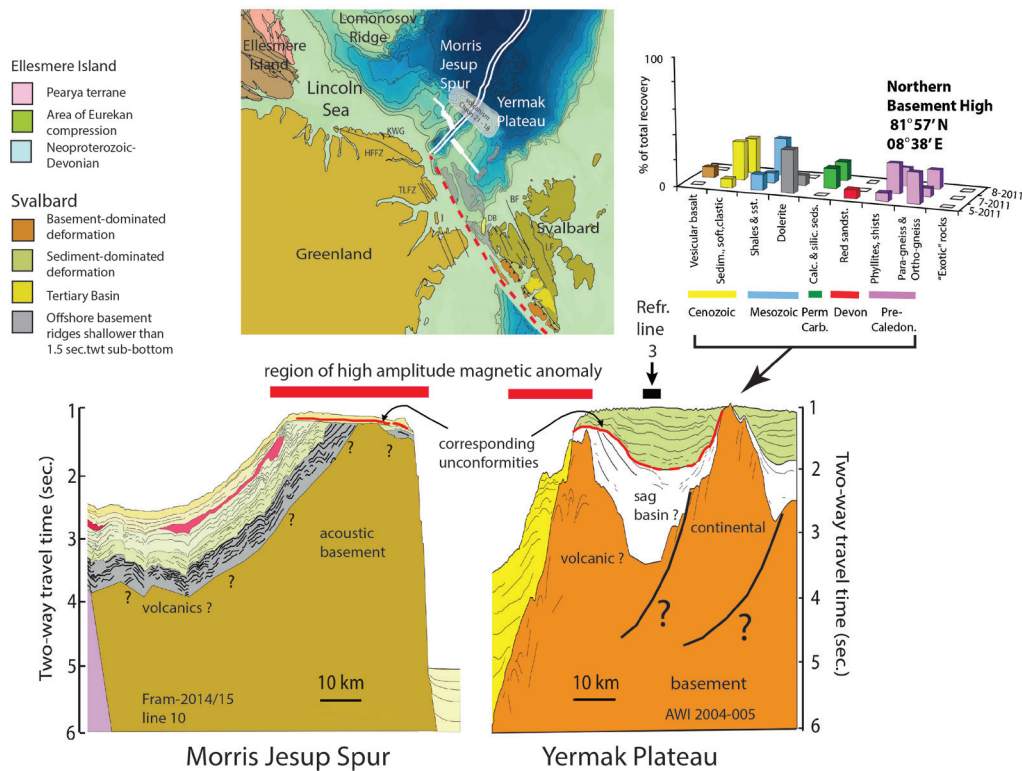 Ellesmere Island
Pearya terrane
Area of Eurekan
compression
Neoproterozoic-
Devonian
Svalbard
Basement-dominated
deformation
Sediment-dominated
deformation
Tertiary Basin
Offshore basement
ridges shallower than
1.5 sec.twt sub-bottom
Lomonosov
Ridge
Ellesmere
Island
Lincoln
Sea
Morris
Jesup
Spur
Yermak
Plateau
KWG
HFFZ
TLFZ
DB
BF
LF
Svalbard
Greenland
% of total recovery
100
0
Northern
Basement High
81°57’ N
08°38’ E
8-2011
7-2011
5-2011
Vesicular basalt
Sedim., soft,clastic
Shales & sst.
Dolerite
Calc. & silic. seds.
Red sandst.
Phyllites, shists
Para-gneiss &
Ortho-gneiss
"Exotic" rocks
Cenozoic
Mesozoic
Perm
Carb.
Devon
Pre-
Caledon.
Refr.
line
3
region of high amplitude magnetic anomaly
corresponding
unconformities
Two-way travel time (sec.)
1
2
3
4
5
6
acoustic
basement
volcanics ?
?
?
?
?
?
?
Fram-2014/15
line 10
10 km
Morris Jesup Spur
sag
basin ?
volcanic ?
continental
?
?
10 km
basement
AWI 2004-005
1
2
3
4
5
6
Two-way travel time (sec.)
Yermak Plateau